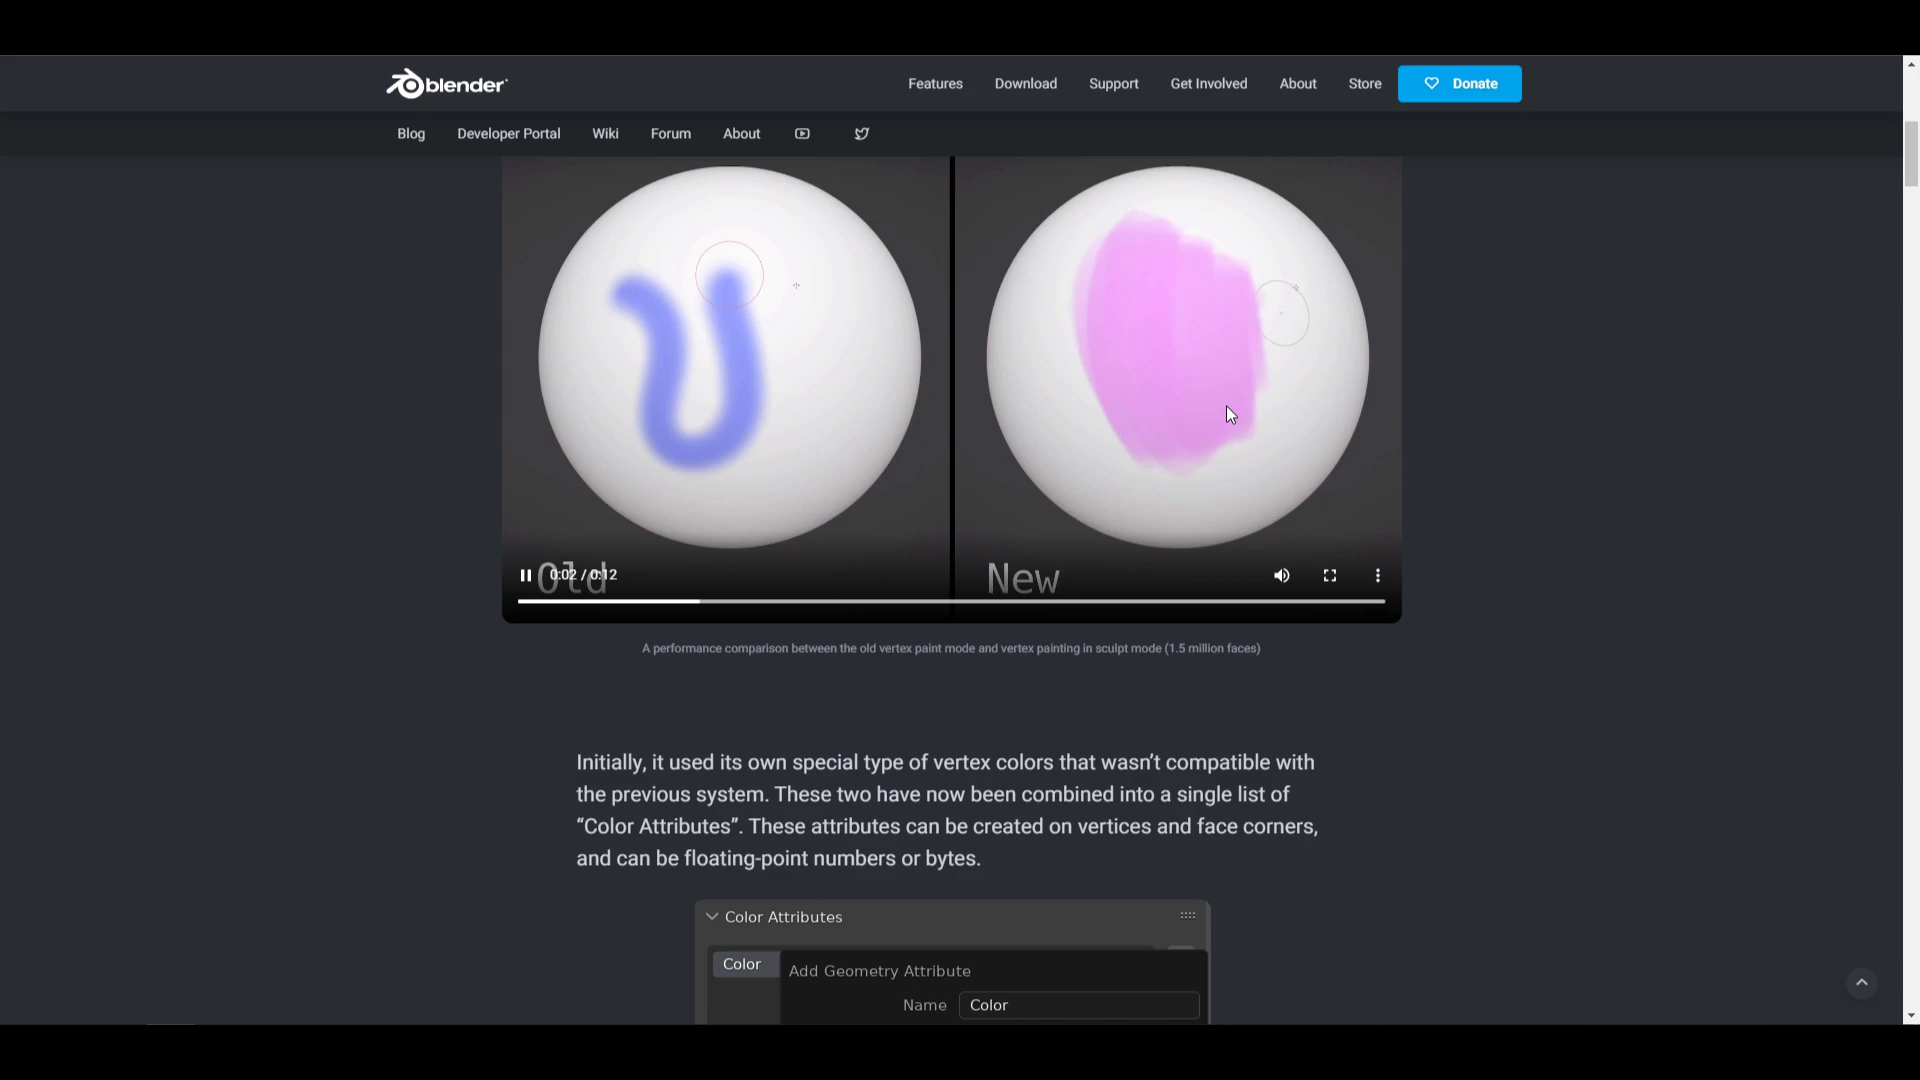 blender
Features Download Support Get Involved About Store Donate
Blog Developer Portal Wiki Forum About
Old New
0:02 / 0:12
A performance comparison between the old vertex paint mode and vertex painting in sculpt mode (1.5 million faces)
Initially, it used its own special type of vertex colors that wasn’t compatible with
the previous system. These two have now been combined into a single list of
“Color Attributes”. These attributes can be created on vertices and face corners,
and can be floating-point numbers or bytes.
Color Attributes
Color
Add Geometry Attribute
Name Color